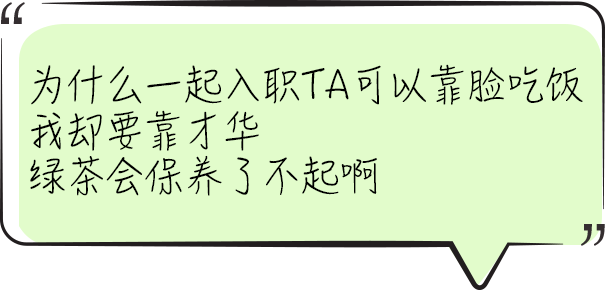 为什么一起入职TA可以靠脸吃饭
我却要靠才华
绿茶会保养了不起啊